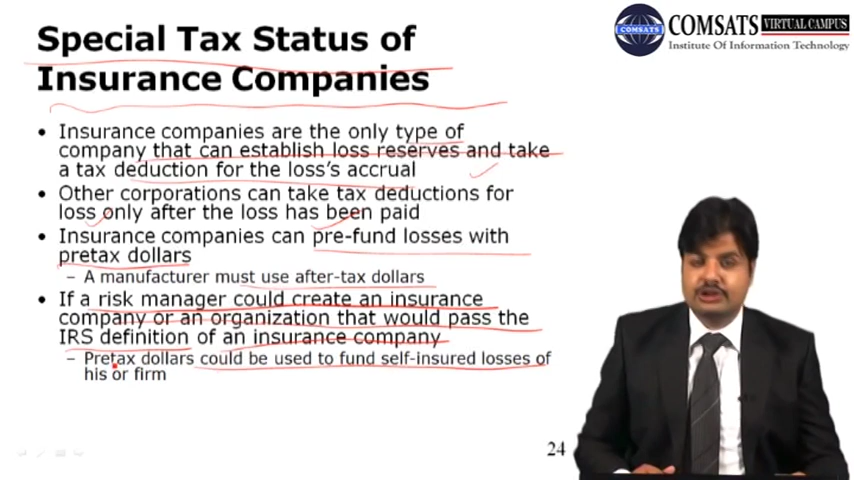 Special Tax Status of
Insurance Companies
COMSATS
COMSATS VIRTUAL CAMPUS
Institute Of Information Technology
• Insurance companies are the only type of
company that can establish loss reserves and take
a tax deduction for the loss's accrual
• Other corporations can take tax deductions for
loss only after the loss has been paid
• Insurance companies can pre-fund losses with
pretax dollars
– A manufacturer must use after-tax dollars
• If a risk manager could create an insurance
company or an organization that would pass the
IRS definition of an insurance company
– Pretax dollars could be used to fund self-insured losses of
his or firm
24